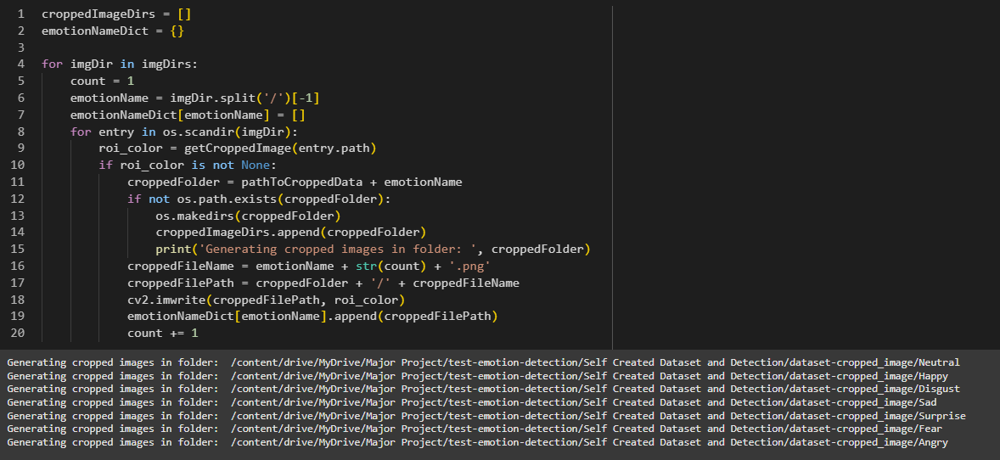 1 croppedImageDirs = []
2 emotionNameDict = {}
3
4 for imgDir in imgDirs:
5     count = 1
6     emotionName = imgDir.split('/')[-1]
7     emotionNameDict[emotionName] = []
8     for entry in os.scandir(imgDir):
9         roi_color = getCroppedImage(entry.path)
10         if roi_color is not None:
11             croppedFolder = pathToCroppedData + emotionName
12             if not os.path.exists(croppedFolder):
13                 os.makedirs(croppedFolder)
14                 croppedImageDirs.append(croppedFolder)
15                 print('Generating cropped images in folder: ', croppedFolder)
16             croppedFileName = emotionName + str(count) + '.png'
17             croppedFilePath = croppedFolder + '/' + croppedFileName
18             cv2.imwrite(croppedFilePath, roi_color)
19             emotionNameDict[emotionName].append(croppedFilePath)
20             count += 1
Generating cropped images in folder:  /content/drive/MyDrive/Major Project/test-emotion-detection/Self Created Dataset and Detection/dataset-cropped_image/Neutral
Generating cropped images in folder:  /content/drive/MyDrive/Major Project/test-emotion-detection/Self Created Dataset and Detection/dataset-cropped_image/Happy
Generating cropped images in folder:  /content/drive/MyDrive/Major Project/test-emotion-detection/Self Created Dataset and Detection/dataset-cropped_image/Disgust
Generating cropped images in folder:  /content/drive/MyDrive/Major Project/test-emotion-detection/Self Created Dataset and Detection/dataset-cropped_image/Sad
Generating cropped images in folder:  /content/drive/MyDrive/Major Project/test-emotion-detection/Self Created Dataset and Detection/dataset-cropped_image/Surprise
Generating cropped images in folder:  /content/drive/MyDrive/Major Project/test-emotion-detection/Self Created Dataset and Detection/dataset-cropped_image/Fear
Generating cropped images in folder:  /content/drive/MyDrive/Major Project/test-emotion-detection/Self Created Dataset and Detection/dataset-cropped_image/Angry